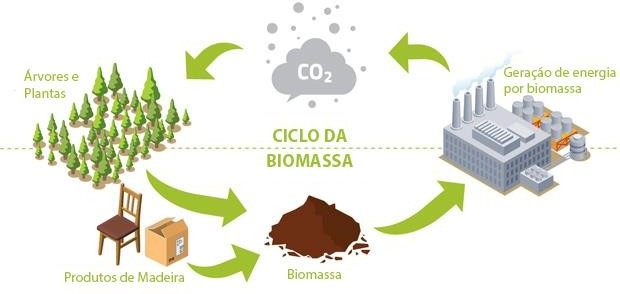 CO₂
Árvores e
Plantas
Geração de energia
por biomassa
CICLO DA
BIOMASSA
Produtos de Madeira
Biomassa